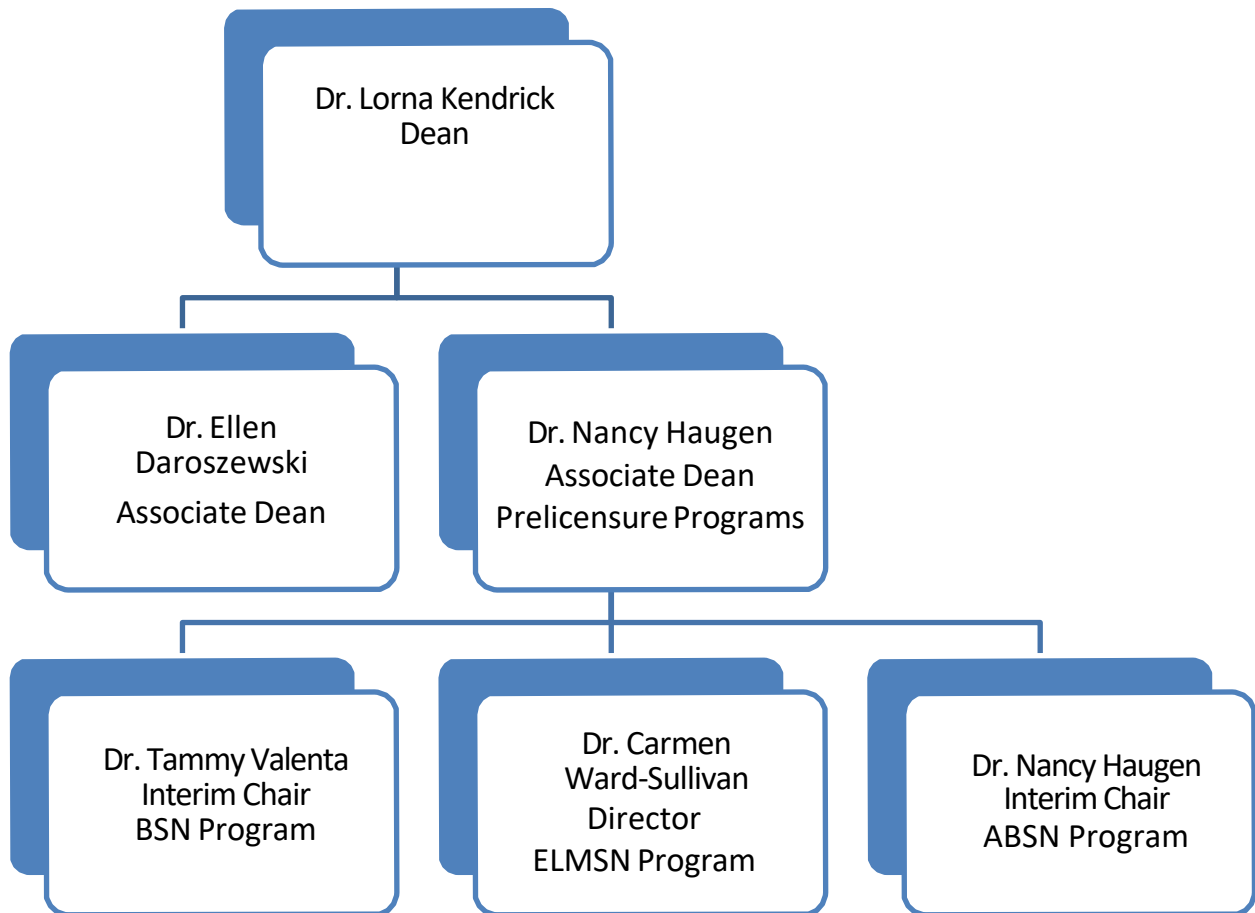 Dr. Lorna Kendrick
Dean
Dr. Ellen
Daroszewski
Associate Dean
Dr. Nancy Haugen
Associate Dean
Prelicensure Programs
Dr. Tammy Valenta
Interim Chair
BSN Program
Dr. Carmen
Ward-Sullivan
Director
ELMSN Program
Dr. Nancy Haugen
Interim Chair
ABSN Program